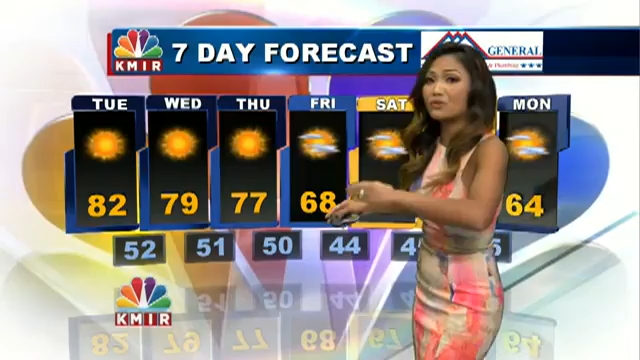 KMIR
7 DAY FORECAST
GENERAL
TUE WED THU FRI SAT MON
82 79 77 68 64
52 51 50 44
KMIR